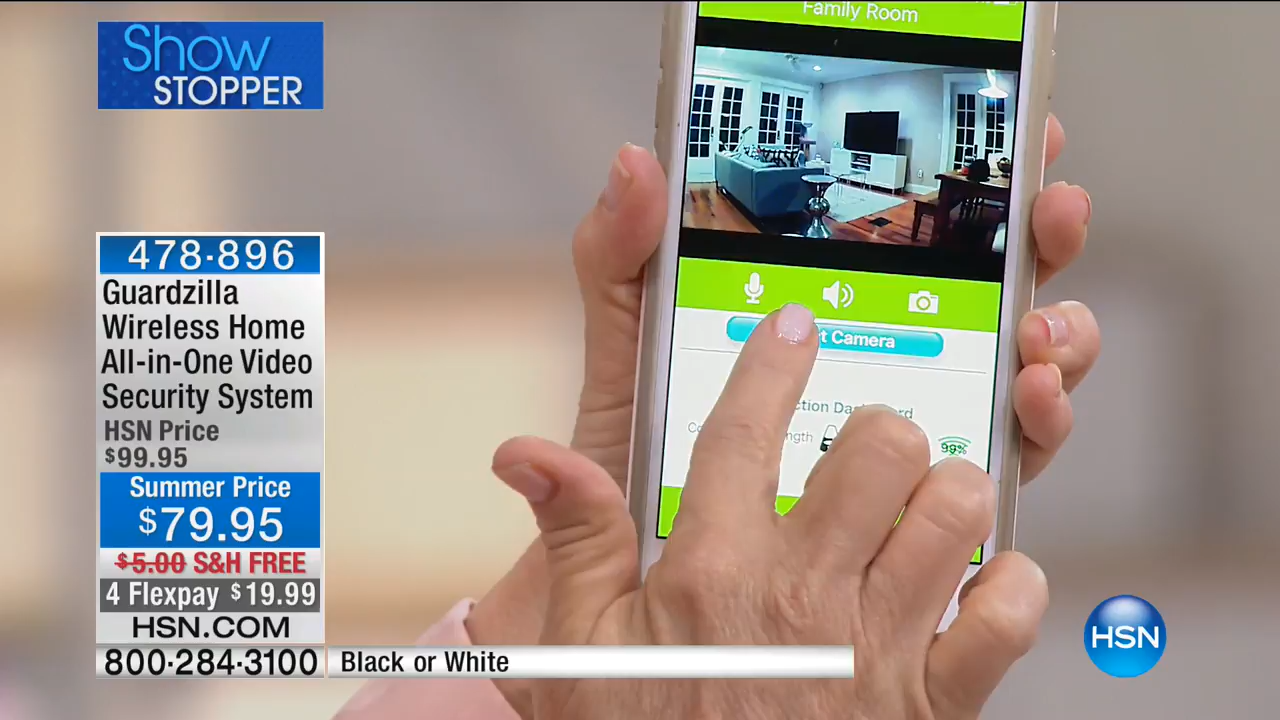 Show
STOPPER
478-896
Guardzilla
Wireless Home
All-in-One Video
Security System
HSN Price
$99.95
Summer Price
$79.95
$5.00 S&H FREE
4 Flexpay $19.99
HSN.COM
800-284-3100
Black or White
Family Room
Camera
99%
HSN